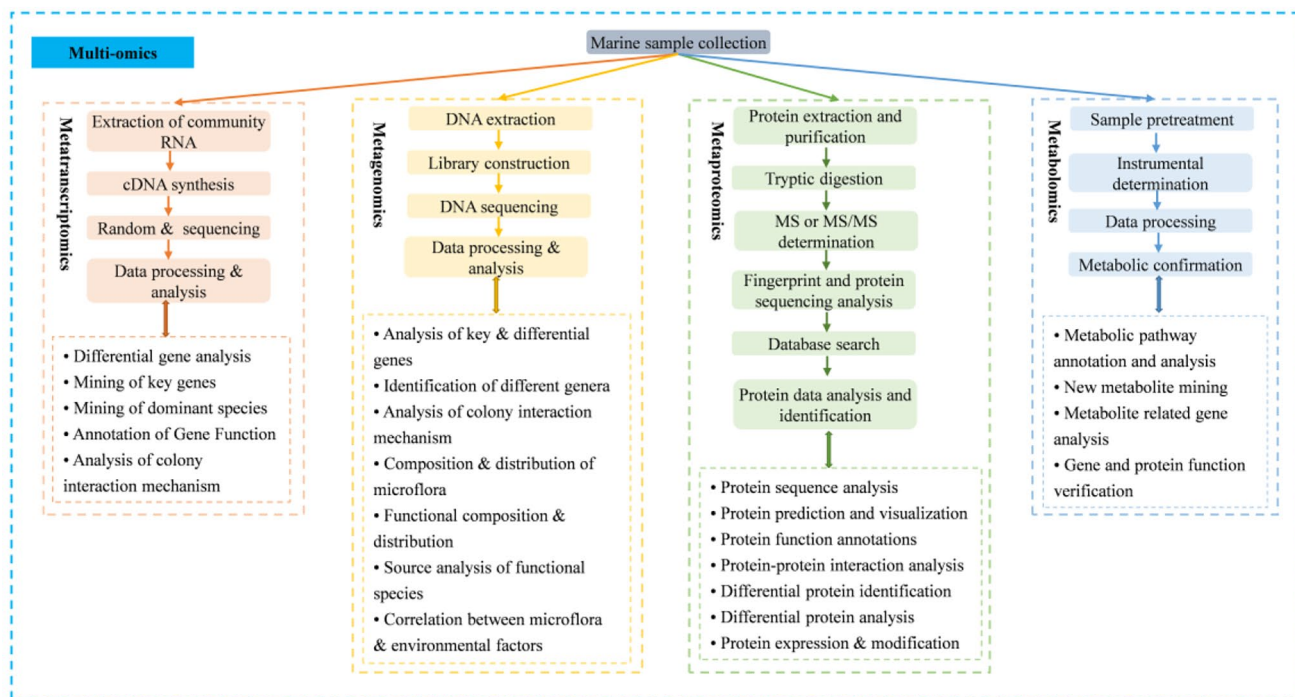 Multi-omics
Marine sample collection
Metatranscriptomics
Extraction of community
RNA
cDNA synthesis
Random & sequencing
Data processing &
analysis
• Differential gene analysis
• Mining of key genes
• Mining of dominant species
• Annotation of Gene Function
• Analysis of colony
interaction mechanism
Metagenomics
DNA extraction
Library construction
DNA sequencing
Data processing &
analysis
• Analysis of key & differential
genes
• Identification of different genera
• Analysis of colony interaction
mechanism
• Composition & distribution of
microflora
• Functional composition &
distribution
• Source analysis of functional
species
• Correlation between microflora
& environmental factors
Metaproteomics
Protein extraction and
purification
Tryptic digestion
MS or MS/MS
determination
Fingerprint and protein
sequencing analysis
Database search
Protein data analysis and
identification
• Protein sequence analysis
• Protein prediction and visualization
• Protein function annotations
• Protein-protein interaction analysis
• Differential protein identification
• Differential protein analysis
• Protein expression & modification
Metabolomics
Sample pretreatment
Instrumental
determination
Data processing
Metabolic confirmation
• Metabolic pathway
annotation and analysis
• New metabolite mining
• Metabolite related gene
analysis
• Gene and protein function
verification